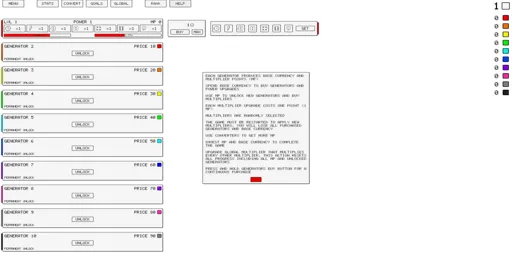 MENU STATS CONVERT GOALS GLOBAL PAWN HELP
1
LVL 1 POWER 1 MP 0
×1 ×1 ×1 ×1 ×1 ×1 ×1
1
BUY MAX
GET
GENERATOR 2 PRICE 10
UNLOCK
PERMANENT UNLOCK
GENERATOR 3 PRICE 20
UNLOCK
PERMANENT UNLOCK
GENERATOR 4 PRICE 30
UNLOCK
PERMANENT UNLOCK
GENERATOR 5 PRICE 40
UNLOCK
PERMANENT UNLOCK
GENERATOR 6 PRICE 50
UNLOCK
PERMANENT UNLOCK
GENERATOR 7 PRICE 60
UNLOCK
PERMANENT UNLOCK
GENERATOR 8 PRICE 70
UNLOCK
PERMANENT UNLOCK
GENERATOR 9 PRICE 80
UNLOCK
PERMANENT UNLOCK
GENERATOR 10 PRICE 90
UNLOCK
PERMANENT UNLOCK
EACH GENERATOR PRODUCES BASE CURRENCY AND
MULTIPLIER POINTS (MP)
SPEND BASE CURRENCY TO BUY GENERATORS AND
POWER UPGRADES
USE MP TO UNLOCK NEW GENERATORS AND BUY
MULTIPLIERS
EACH MULTIPLIER UPGRADE COSTS ONE POINT (1
MP)
MULTIPLIERS ARE RANDOMLY SELECTED
THE GAME MUST BE RESTARTED TO APPLY NEW
MULTIPLIERS, YOU WILL LOSE ALL PURCHASED
GENERATORS AND BASE CURRENCY
USE CONVERTERS TO GET MORE MP
EXPECT MP AND BASE CURRENCY TO COMPLETE
THE GAME
UPGRADE GLOBAL MULTIPLIER THAT MULTIPLIES
EVERY OTHER MULTIPLIER, THIS ACTION RESETS
ALL PROGRESS INCLUDING ALL MP AND UNLOCKED
GENERATORS
PRESS AND HOLD GENERATORS BUY BUTTON FOR
CONTINUOUS PURCHASE
0
0
0
0
0
0
0
0
0